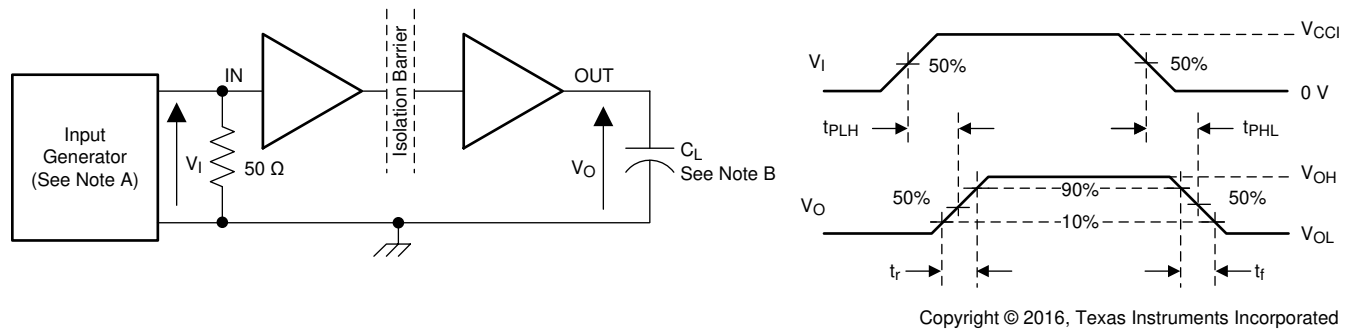 Input
Generator
(See Note A)
IN
VI
50 Ω
Isolation Barrier
OUT
VO
CL
See Note B
VI
50%
50%
VCCI
0 V
tPLH
tPHL
VO
50%
90%
10%
50%
VOH
VOL
tr
tf
Copyright © 2016, Texas Instruments Incorporated